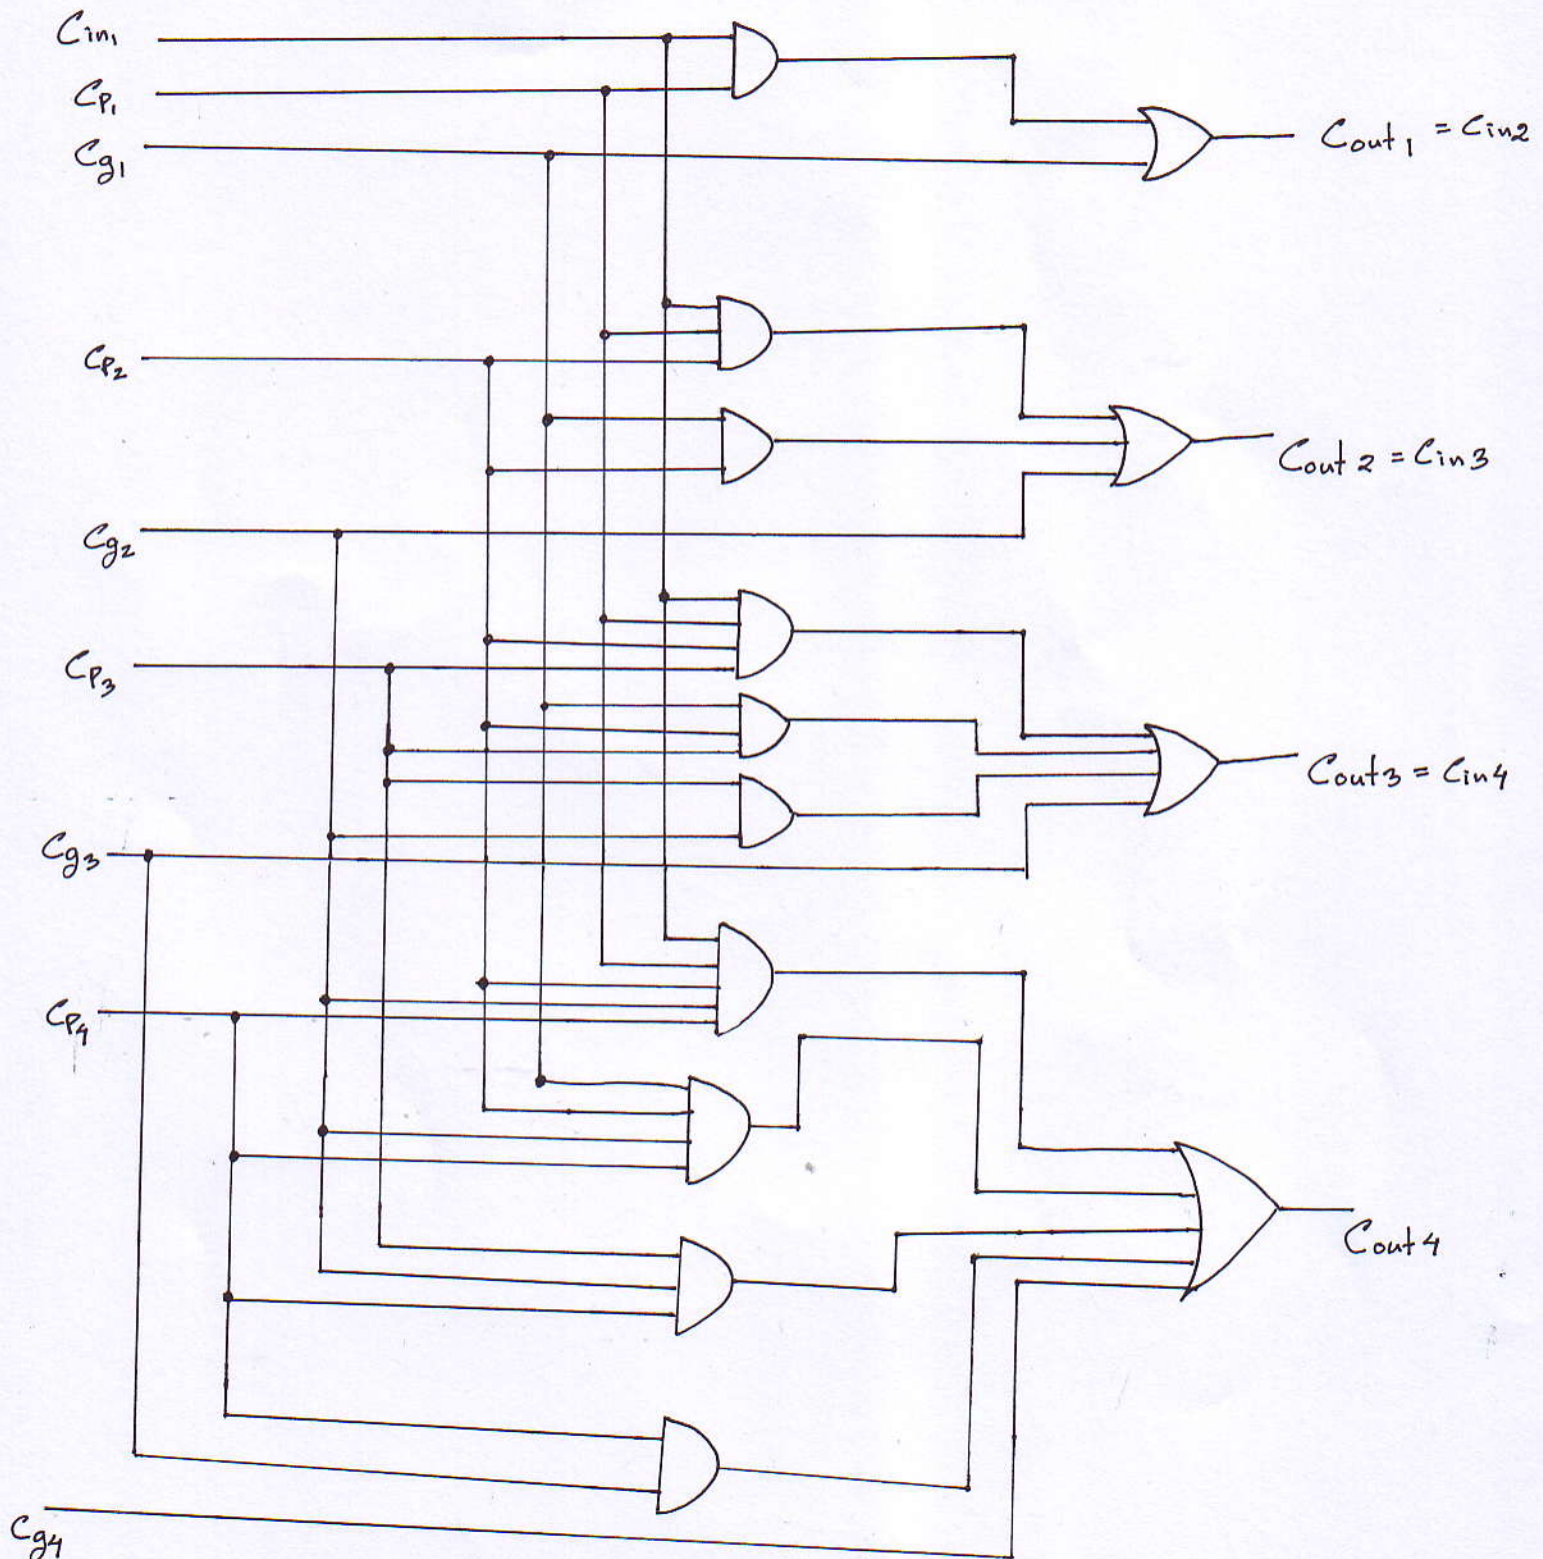 Cin1
Cp1
Cg1
Cout1 = Cin2
Cp2
Cout2 = Cin3
Cg2
Cp3
Cout3 = Cin4
Cg3
Cp4
Cout4
Cg4